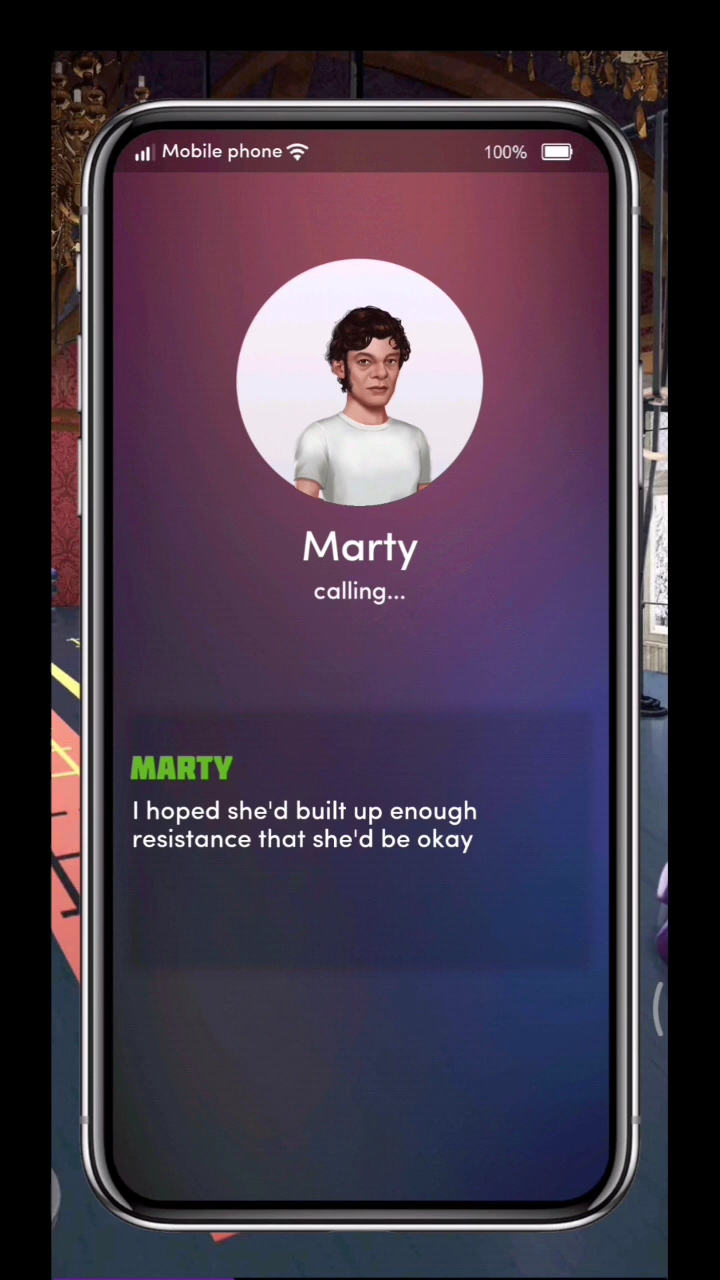 Mobile phone 100%
Marty
calling...
MARTY
I hoped she'd built up enough
resistance that she'd be okay